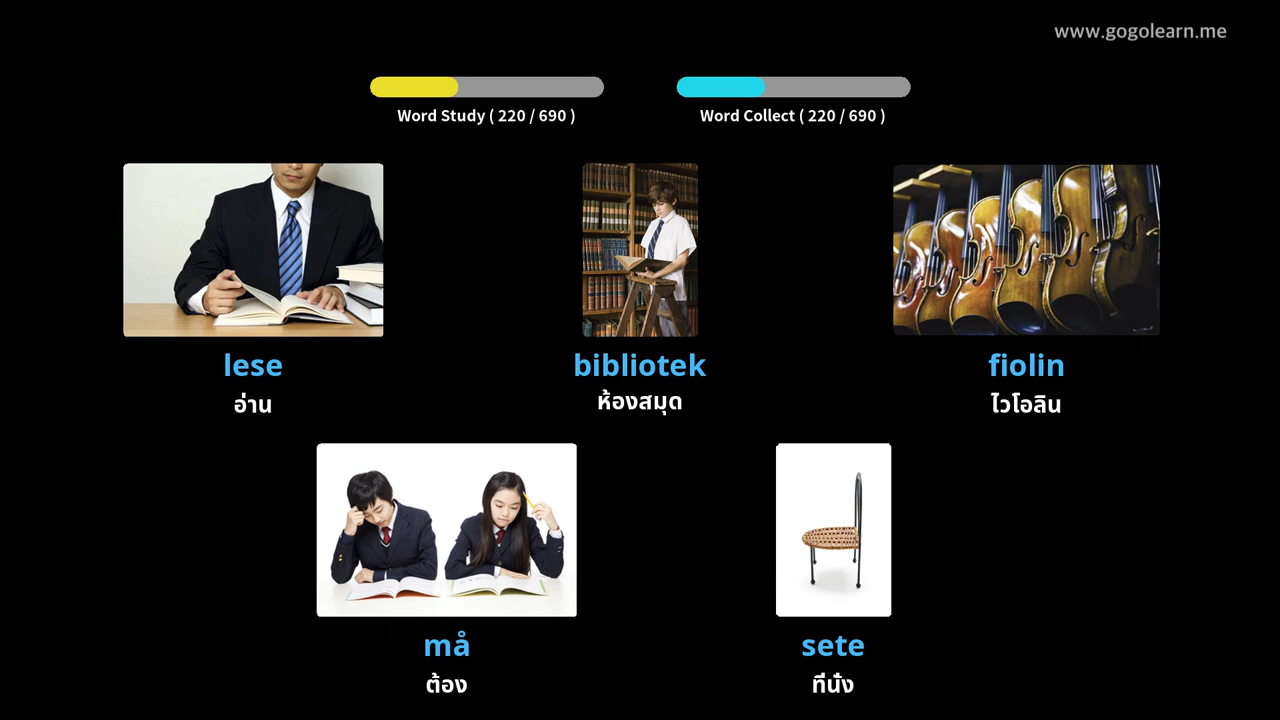 www.gogolearn.me
Word Study ( 220 / 690 )
Word Collect ( 220 / 690 )
lese
อ่าน
bibliotek
ห้องสมุด
fiolin
ไวโอลิน
må
ต้อง
sete
ที่นั่ง